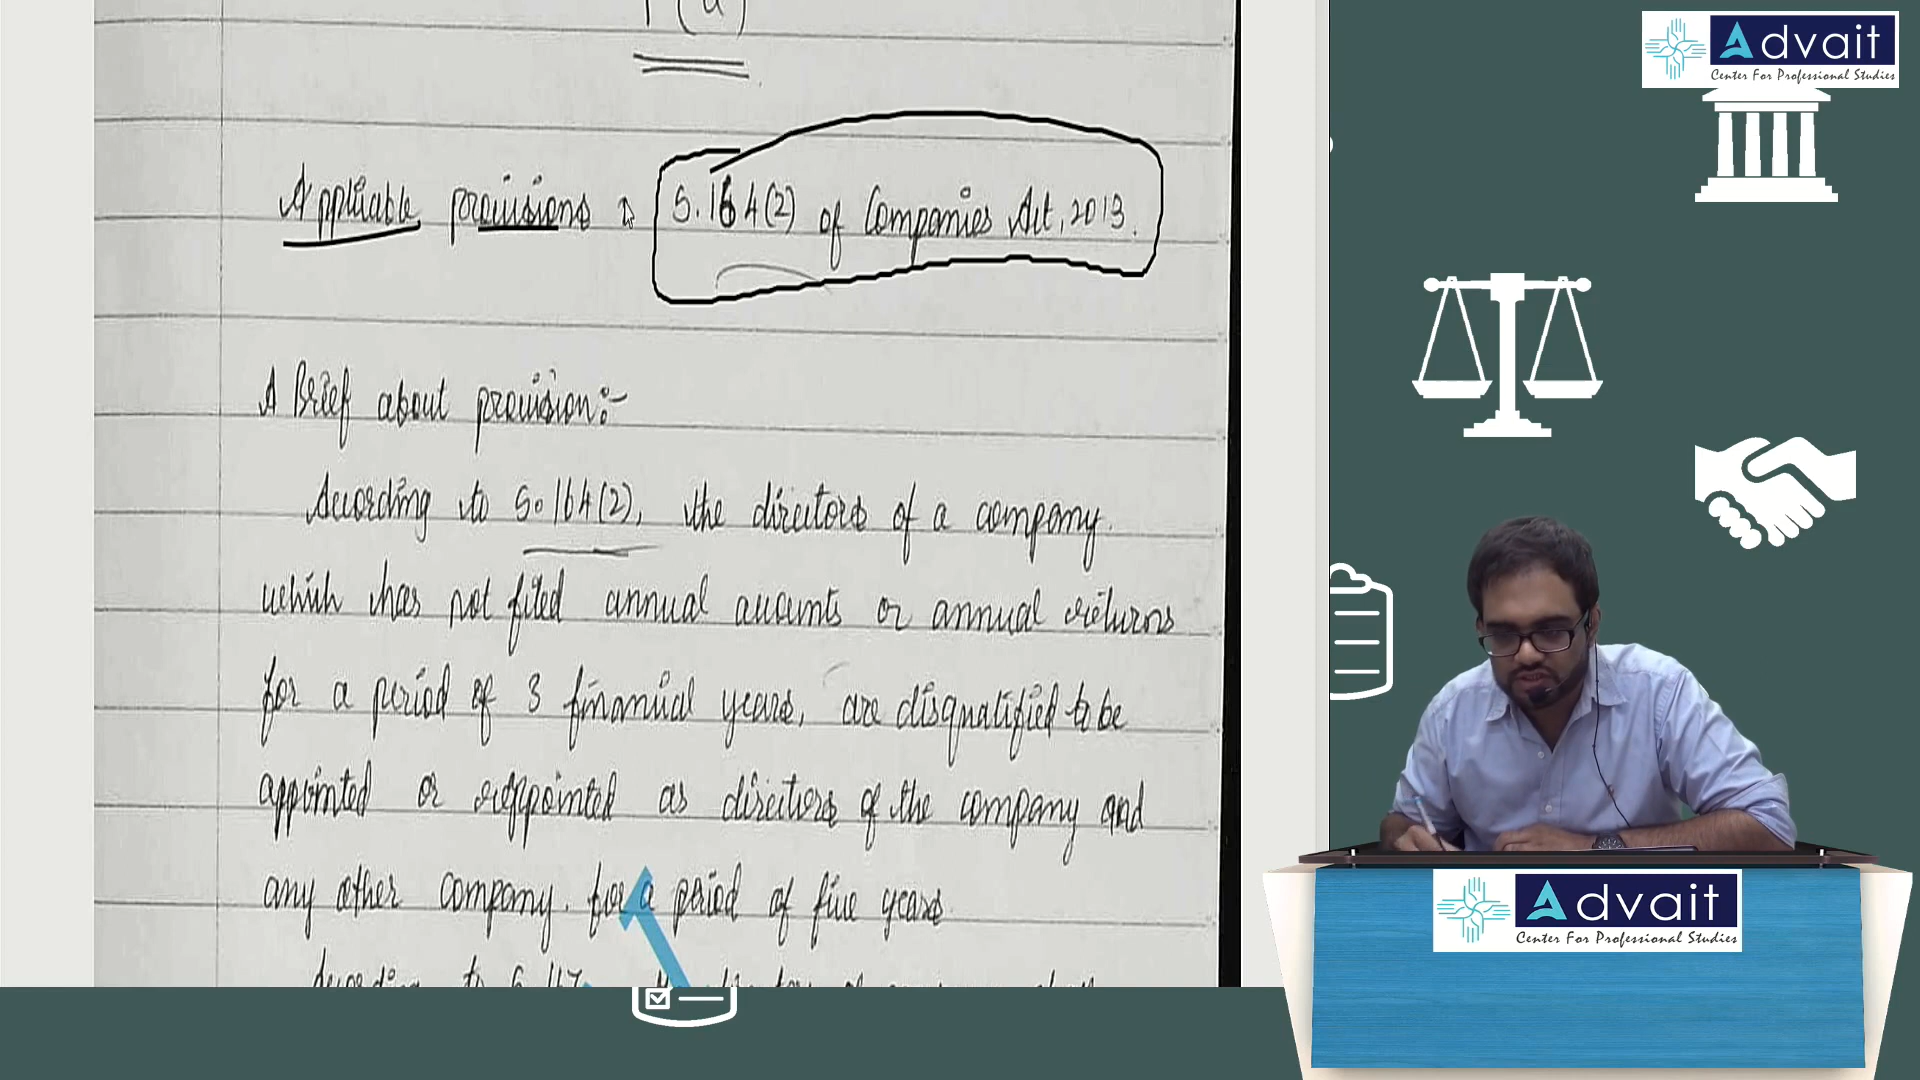 (a)
Applicable provisions
S.164(2) of Companies Act, 2013.
A Brief about provision:-
According to S.164(2), the directors of a company
which has not filed annual accounts or annual returns
for a period of 3 financial years, are disqualified to be
appointed or reappointed as directors of the company and
any other company. for a period of five years
According to S.167
Advait
Center For Professional Studies
Advait
Center For Professional Studies